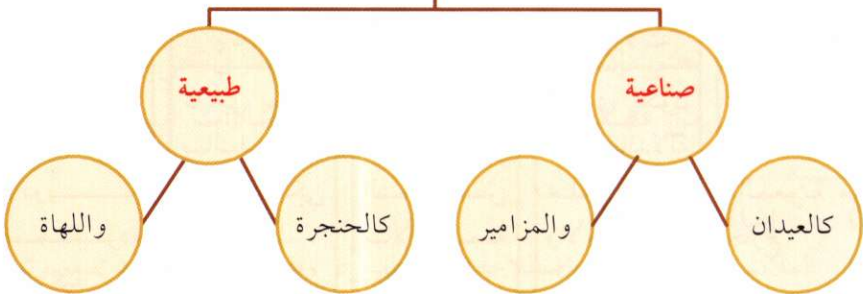 صناعية
طبيعية
كالعيدان
والمزامير
كالحنجرة
واللهاة